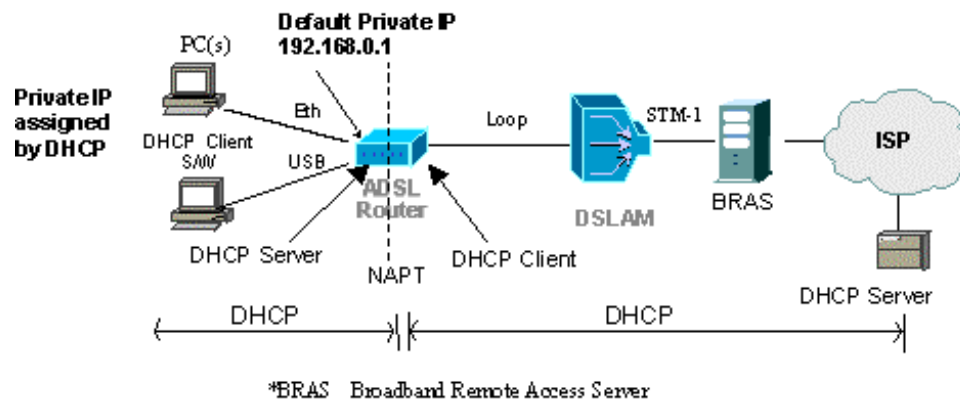 Default Private IP
192.168.0.1
PC(s)
Private IP
assigned
by DHCP
Eth
DHCP Client
S/W
USB
ADSL
Router
Loop
STM-1
DSLAM
BRAS
ISP
DHCP Server
NAPT
DHCP Client
DHCP Server
DHCP
DHCP
*BRAS Broadband Remote Access Server